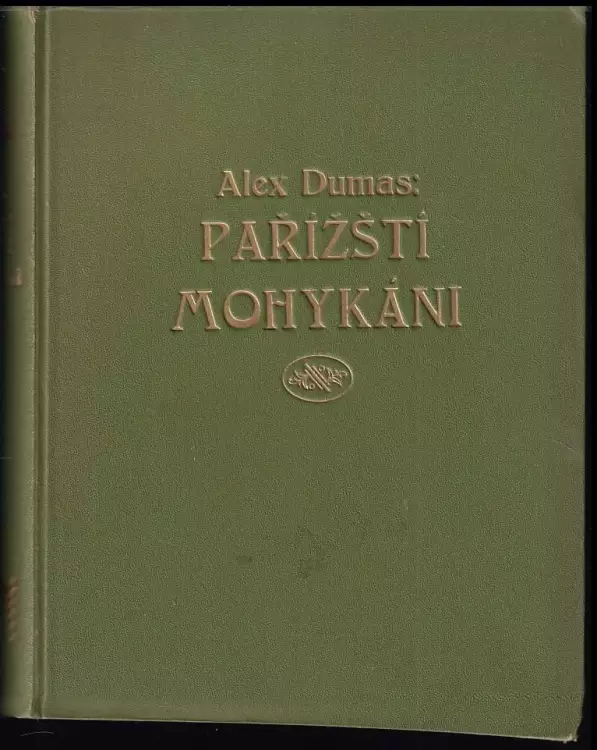 Alex Dumas:
PAŘÍŽŠTÍ
MOHYKÁNI